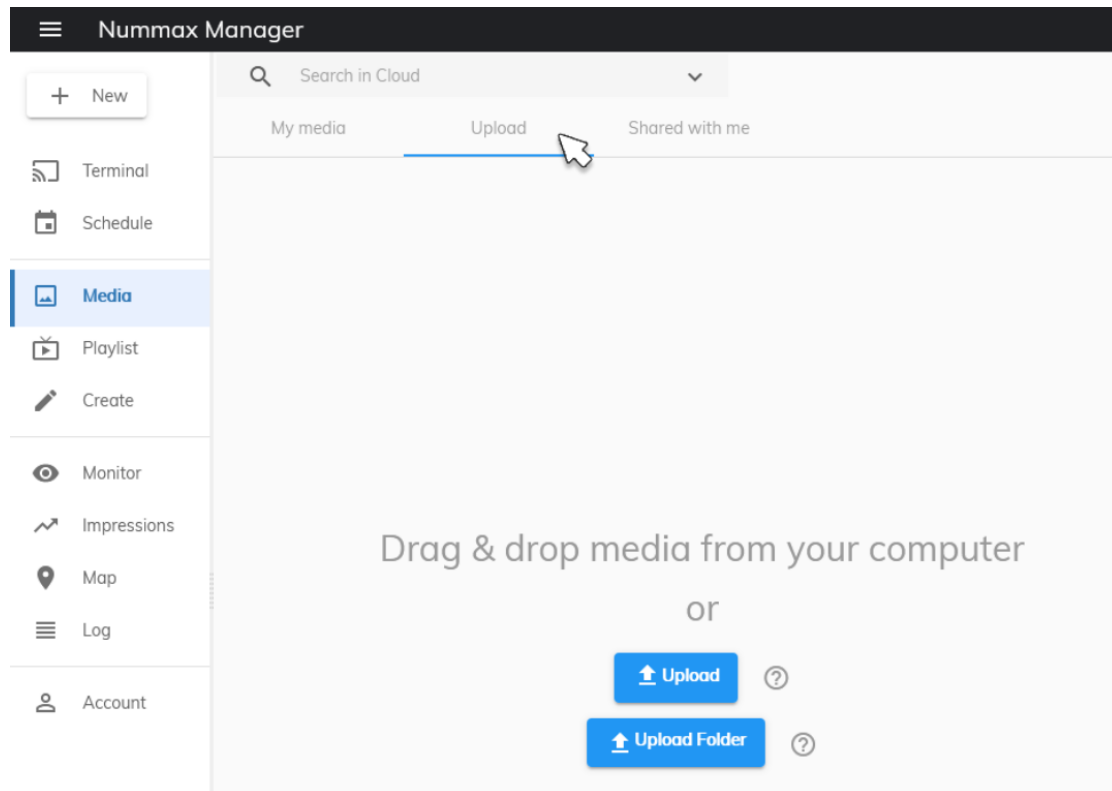 Nummax Manager
New
Search in Cloud
My media Upload Shared with me
Terminal
Schedule
Media
Playlist
Create
Monitor
Impressions
Map
Log
Account
Drag & drop media from your computer
or
Upload
Upload Folder